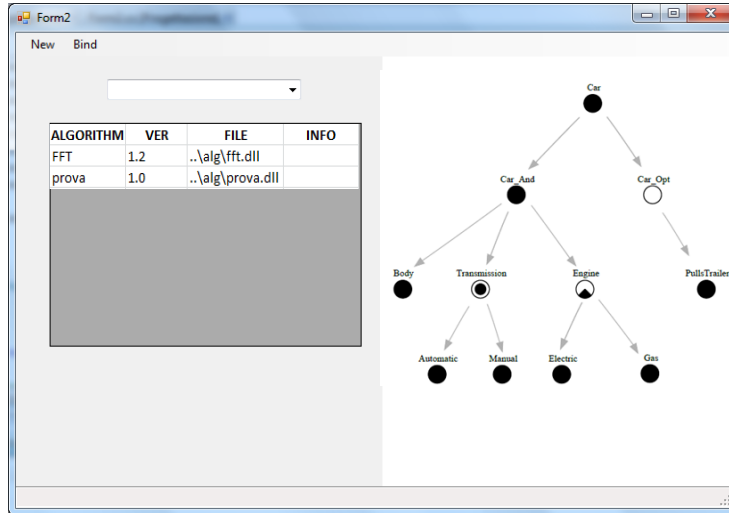 Form2
New Bind
ALGORITHM VER FILE INFO
FFT 1.2 ..\alg\fft.dll
prova 1.0 ..\alg\prova.dll
Car
Car_And Car_Opt
Body Transmission Engine PullsTrailer
Automatic Manual Electric Gas